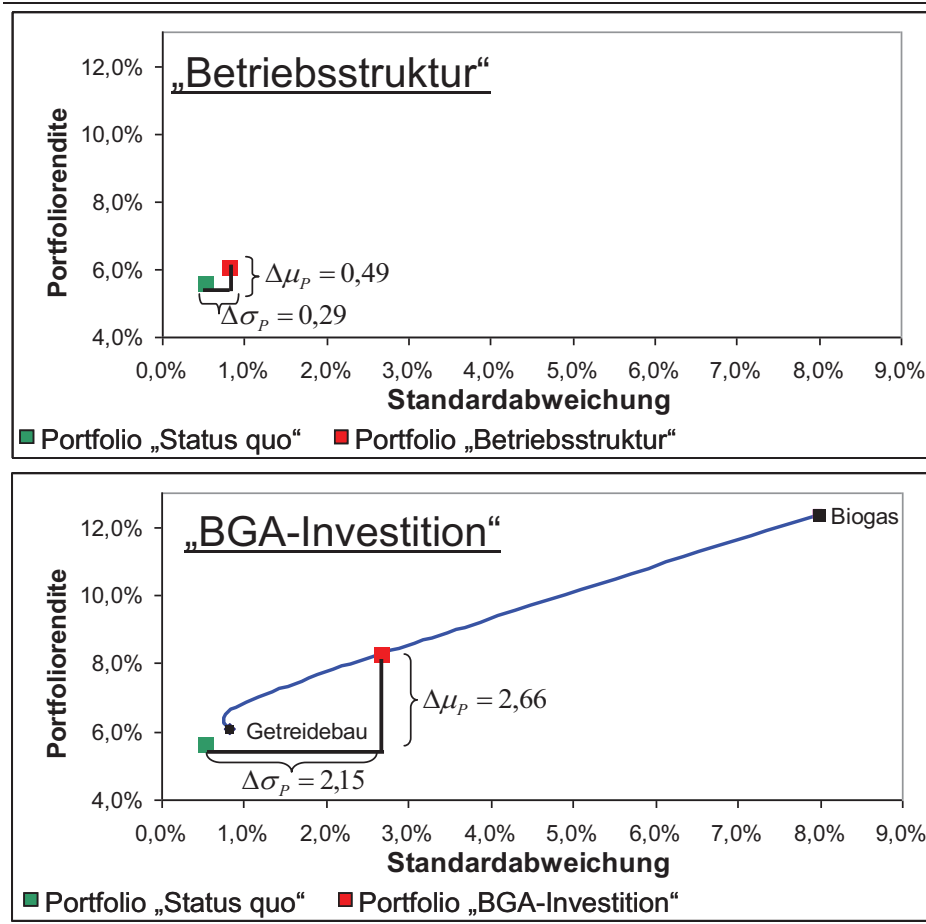 „Betriebsstruktur“
Portfoliorendite
12,0%
10,0%
8,0%
6,0%
4,0%
Δμ_P = 0,49
Δσ_P = 0,29
0,0% 1,0% 2,0% 3,0% 4,0% 5,0% 6,0% 7,0% 8,0% 9,0%
Standardabweichung
Portfolio „Status quo“ Portfolio „Betriebsstruktur“
„BGA-Investition“
Portfoliorendite
12,0%
10,0%
8,0%
6,0%
4,0%
Biogas
Δμ_P = 2,66
Getreidebau
Δσ_P = 2,15
0,0% 1,0% 2,0% 3,0% 4,0% 5,0% 6,0% 7,0% 8,0% 9,0%
Standardabweichung
Portfolio „Status quo“ Portfolio „BGA-Investition“